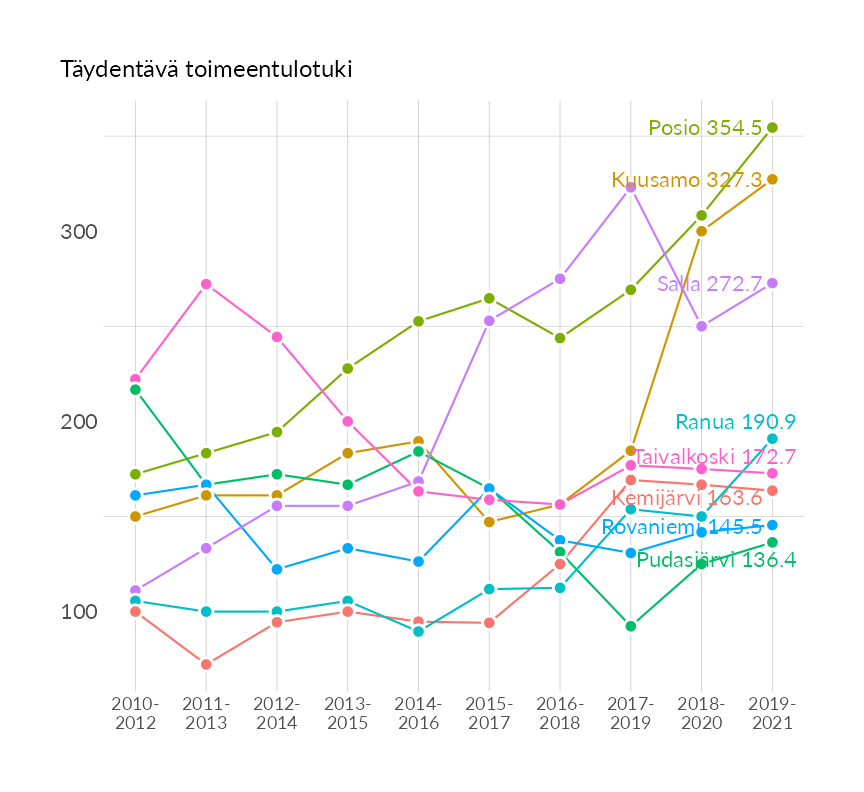 Täydentävä toimeentulotuki
Posio 354.5
Kuusamo 327.3
300
Salla 272.7
200
Ranua 190.9
Taivalkoski 172.7
Kemijärvi 163.6
Rovaniemi 145.5
Pudasjärvi 136.4
100
2010-
2012
2011-
2013
2012-
2014
2013-
2015
2014-
2016
2015-
2017
2016-
2018
2017-
2019
2018-
2020
2019-
2021